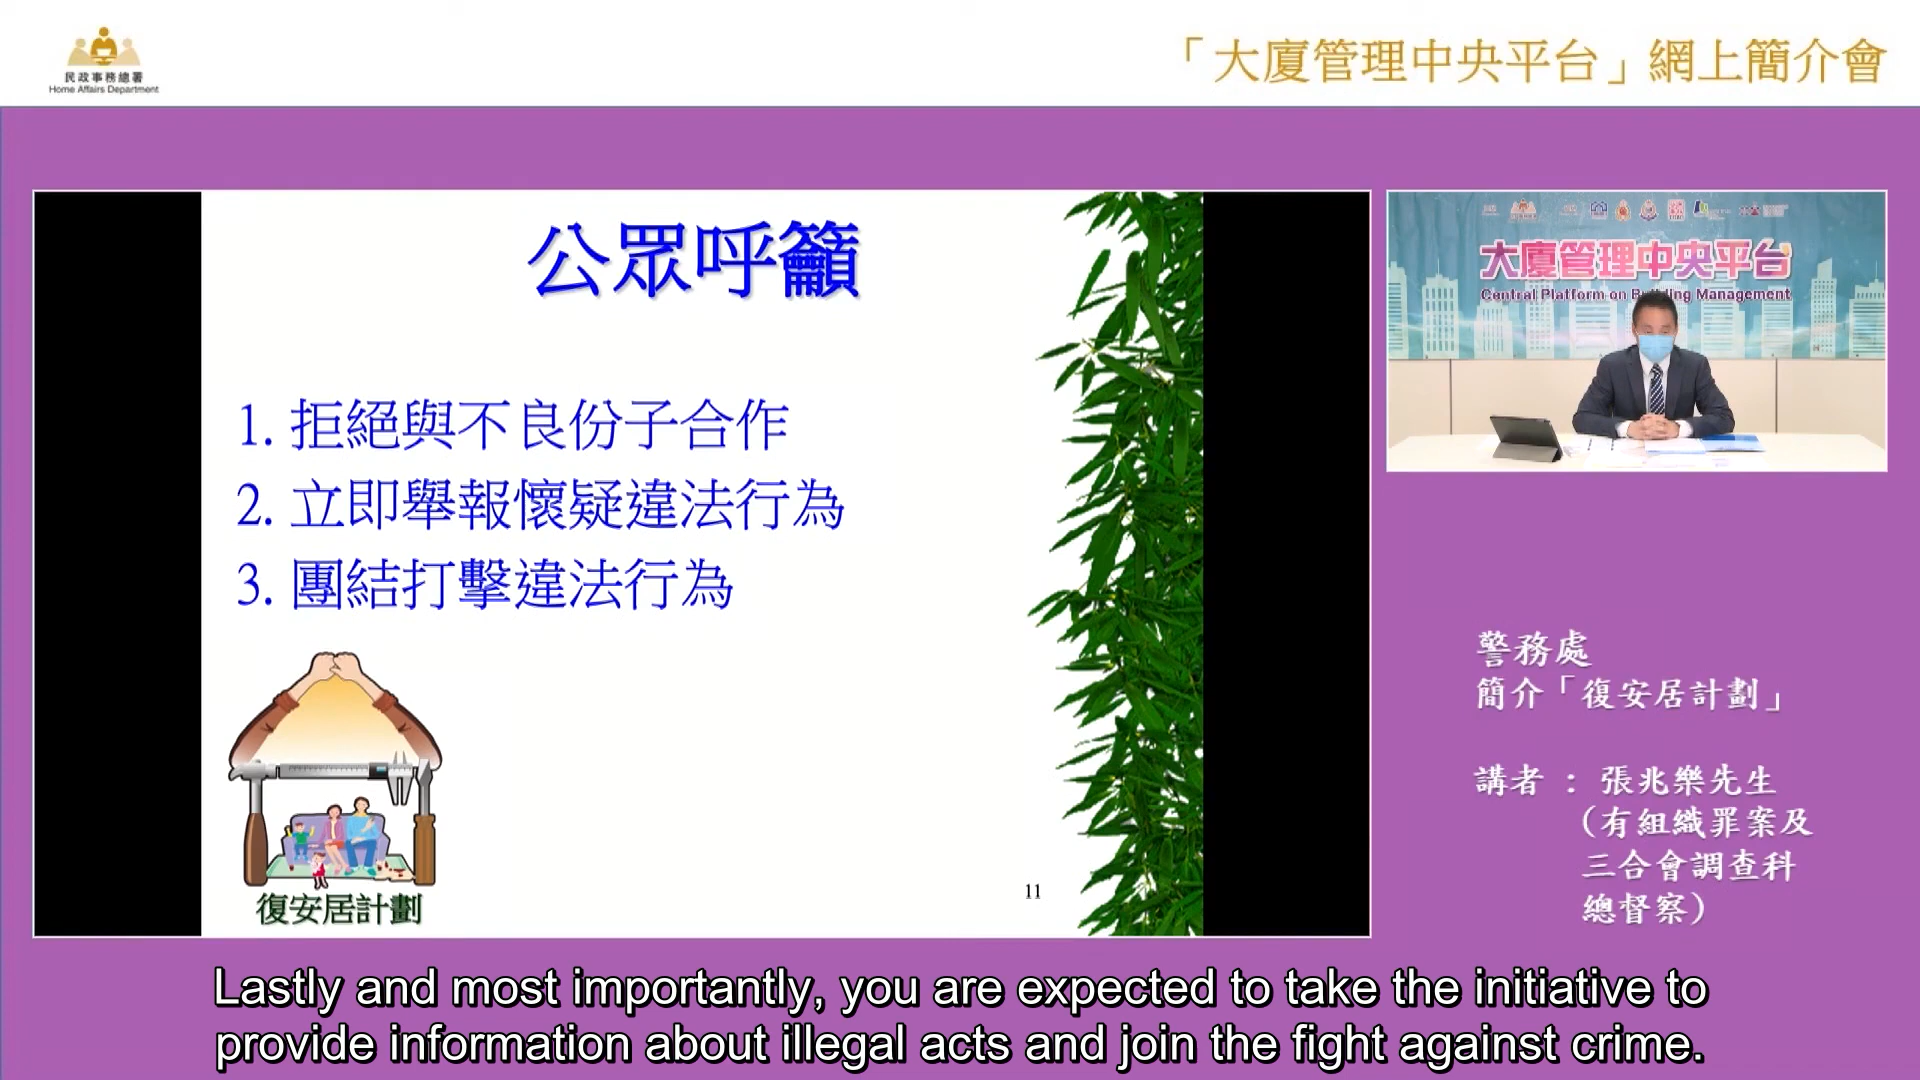 民政事務總署
Home Affairs Department
「大廈管理中央平台」網上簡介會
公眾呼籲
1. 拒絕與不良份子合作
2. 立即舉報懷疑違法行為
3. 團結打擊違法行為
復安居計劃
11
大廈管理中央平台
Central Platform on Building Management
警務處
簡介「復安居計劃」
講者 : 張兆樂先生
(有組織罪案及
三合會調查科
總督察)
Lastly and most importantly, you are expected to take the initiative to
provide information about illegal acts and join the fight against crime.